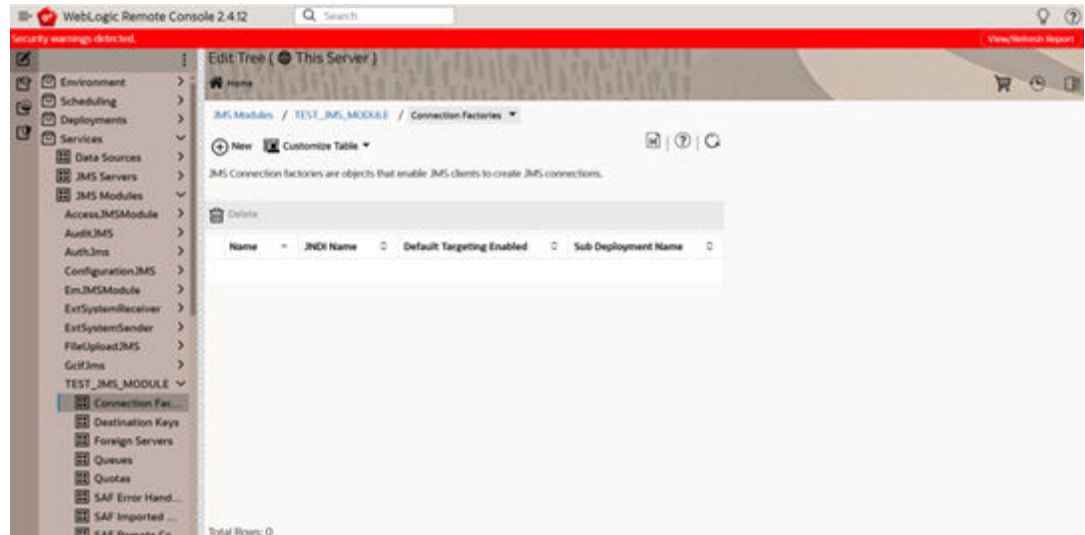 WebLogic Remote Console 2.4.12
Search
Security warnings detected.
View/Refresh Report
Edit Tree ( This Server )
Home
Environment
Scheduling
Deployments
Services
Data Sources
JMS Servers
JMS Modules
AccessJMSModule
AuditJMS
AuthJms
ConfigurationJMS
EmJMSModule
ExtSystemReceiver
ExtSystemSender
FileUploadJMS
GcifJms
TEST_JMS_MODULE
Connection Fac...
Destination Keys
Foreign Servers
Queues
Quotas
SAF Error Hand...
SAF Imported ...
SAF Remote Co...
JMS Modules / TEST_JMS_MODULE / Connection Factories
New Customize Table
JMS Connection factories are objects that enable JMS clients to create JMS connections.
Delete
Name JNDI Name Default Targeting Enabled Sub Deployment Name
Total Rows: 0